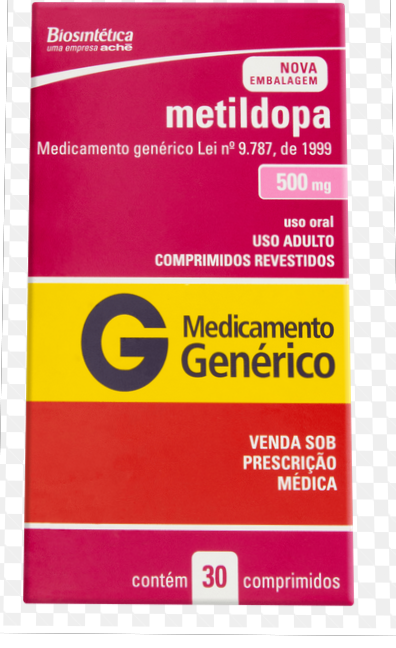 Biosintética
uma empresa achē
NOVA
EMBALAGEM
metildopa
Medicamento genérico Lei nº 9.787, de 1999
500 mg
uso oral
USO ADULTO
COMPRIMIDOS REVESTIDOS
G Medicamento
Genérico
VENDA SOB
PRESCRIÇÃO
MÉDICA
contém 30 comprimidos